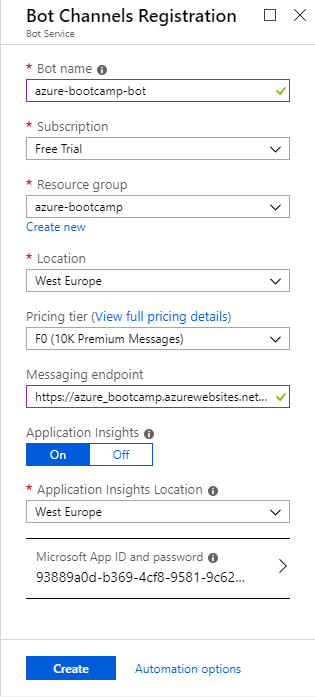 Bot Channels Registration
Bot Service
* Bot name
azure-bootcamp-bot
* Subscription
Free Trial
* Resource group
azure-bootcamp
Create new
* Location
West Europe
Pricing tier (View full pricing details)
F0 (10K Premium Messages)
Messaging endpoint
https://azure_bootcamp.azurewebsites.net...
Application Insights
On Off
* Application Insights Location
West Europe
Microsoft App ID and password
93889a0d-b369-4cf8-9581-9c62...
Create Automation options